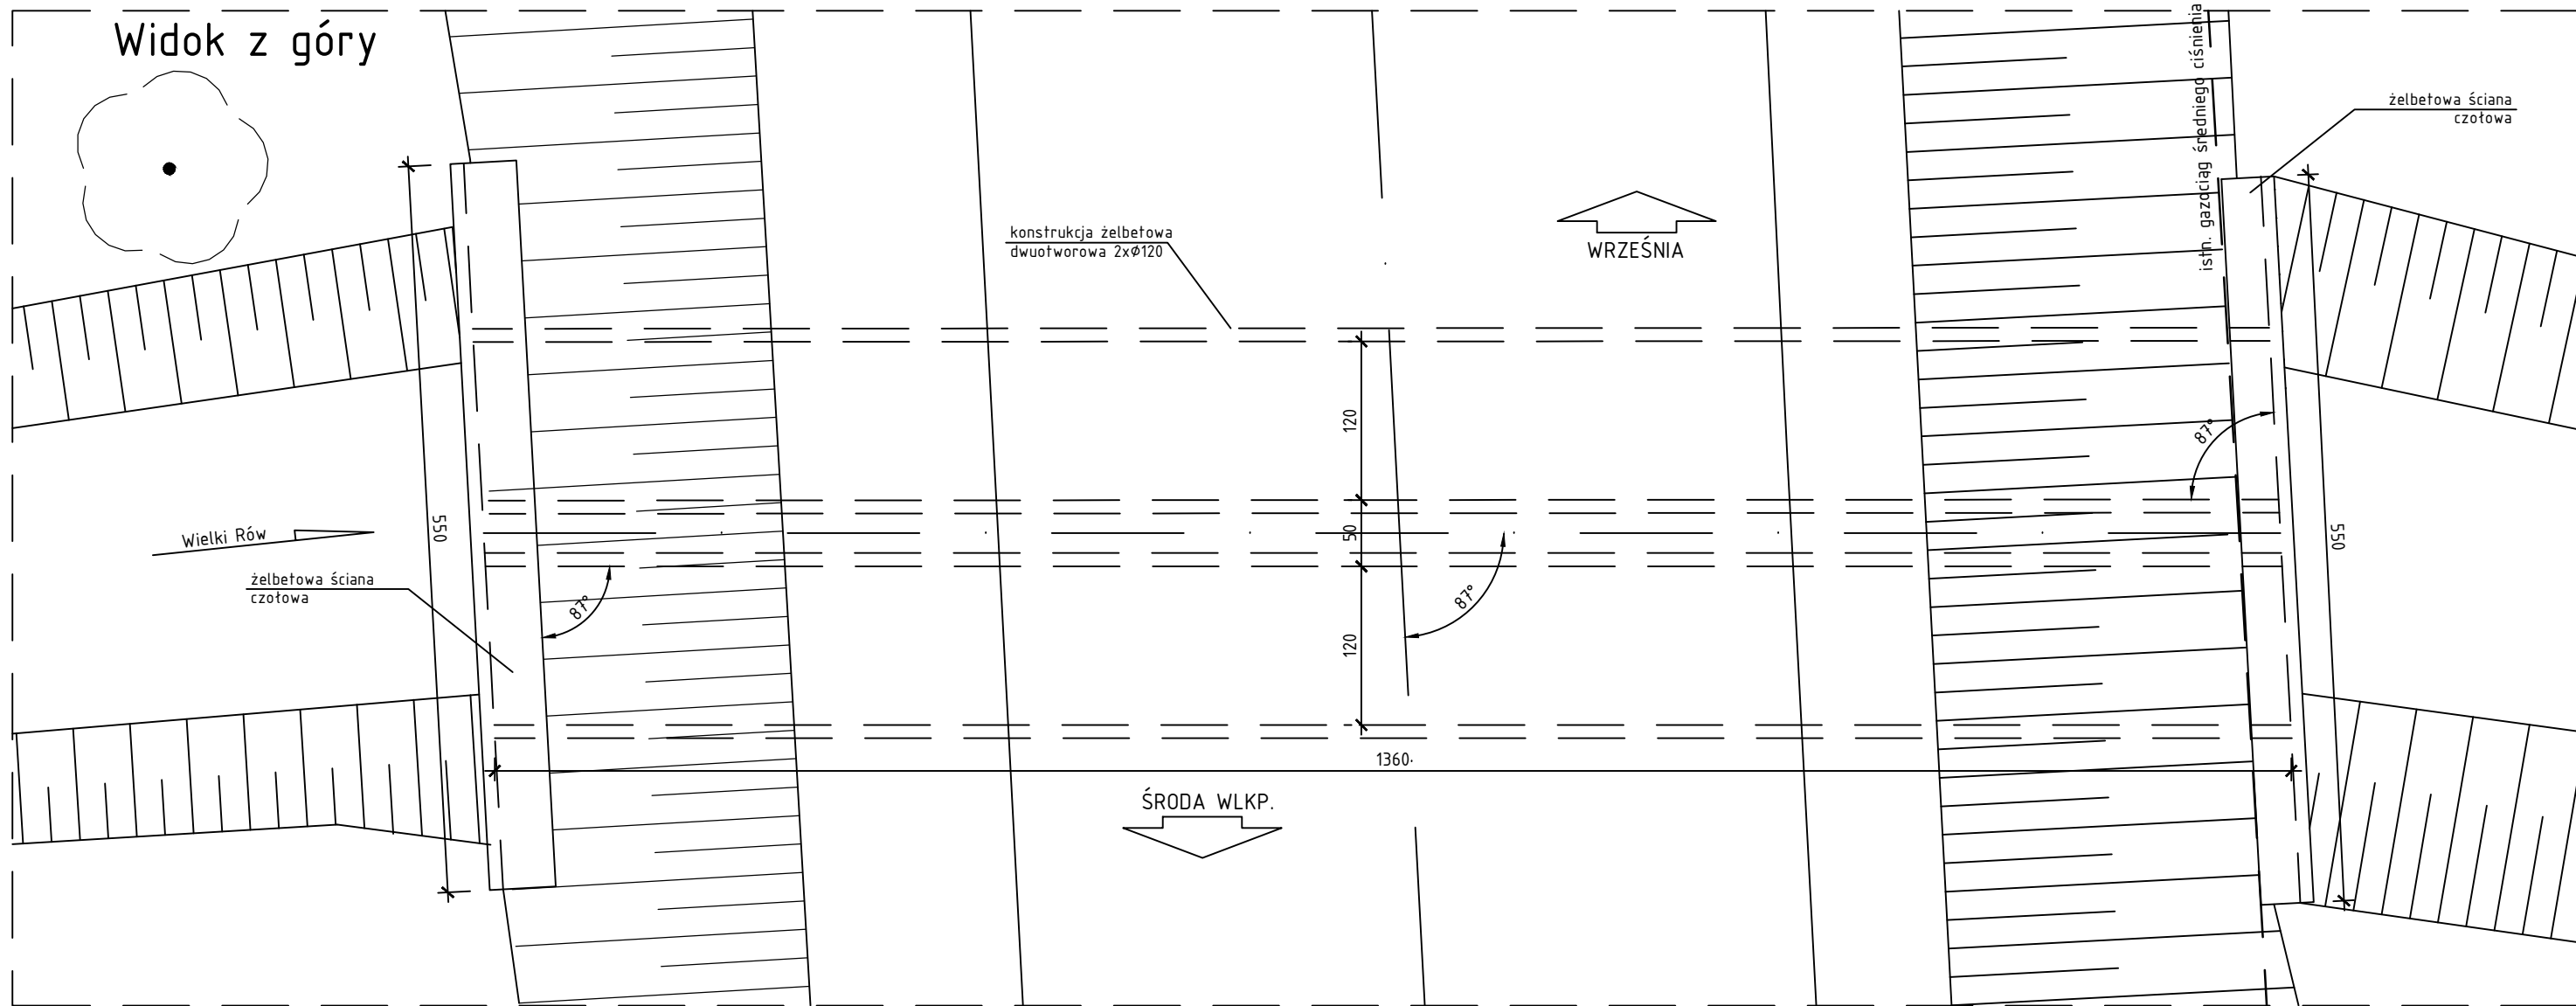 Widok z góry
istn. gazociąg średniego ciśnienia
żelbetowa ściana
czołowa
konstrukcja żelbetowa
dwuotworowa 2xø120
WRZEŚNIA
120
87°
550
Wielki Rów
50
550
żelbetowa ściana
czołowa
87°
87°
120
1360
ŚRODA WLKP.